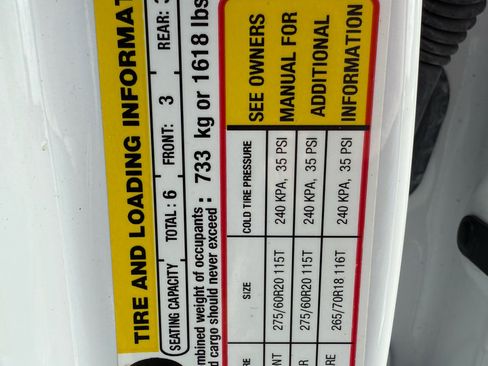 TIRE AND LOADING INFORMAT
SEATING CAPACITY TOTAL : 6 FRONT: 3 REAR:
mbined weight of occupants
d cargo should never exceed : 733 kg or 1618 lbs
RE SIZE COLD TIRE PRESSURE SEE OWNERS
NT 275/60R20 115T 240 KPA, 35 PSI MANUAL FOR
R 275/60R20 115T 240 KPA, 35 PSI ADDITIONAL
RE 265/70R18 116T 240 KPA, 35 PSI INFORMATION